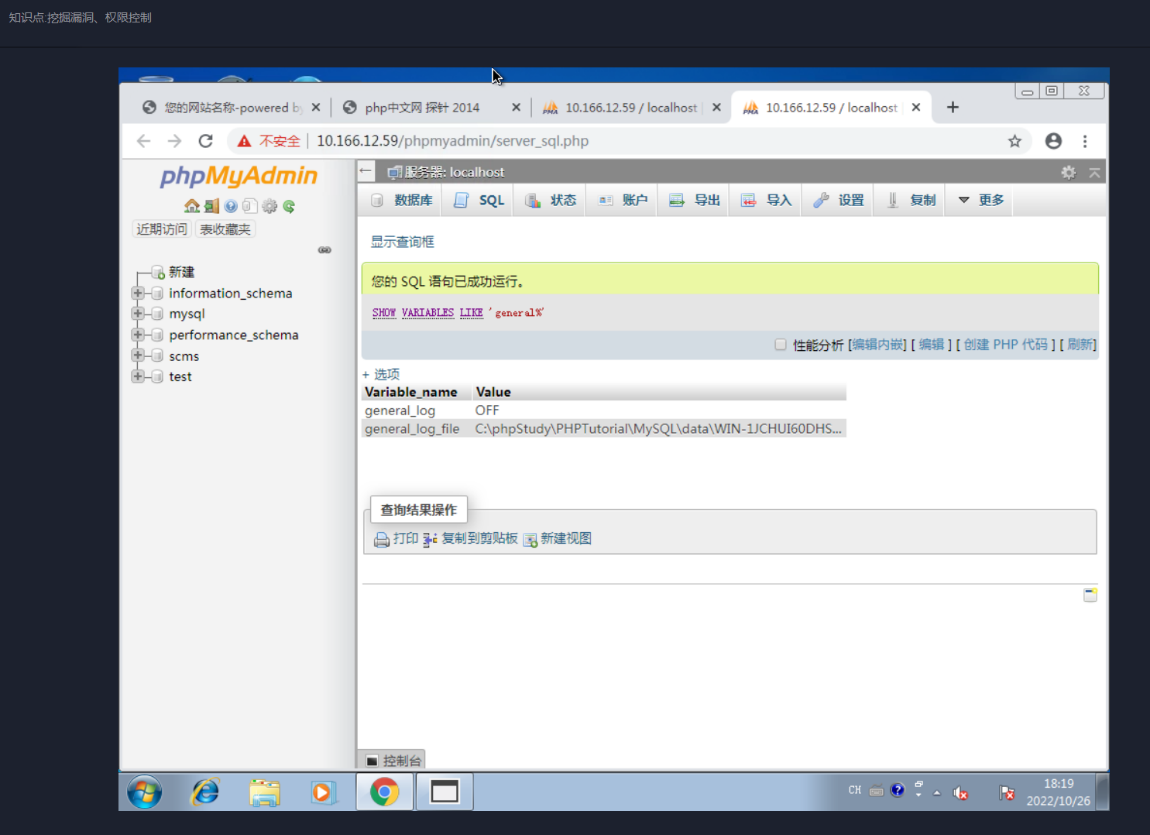 知识点:挖掘漏洞、权限控制
您的网站名称-powered by
php中文网 探针 2014
10.166.12.59 / localhost |
10.166.12.59 / localhost
不安全 | 10.166.12.59/phpmyadmin/server_sql.php
phpMyAdmin
近期访问 表收藏夹
新建
information_schema
mysql
performance_schema
scms
test
服务器: localhost
数据库 SQL 状态 账户 导出 导入 设置 复制 更多
显示查询框
您的 SQL 语句已成功运行。
SHOW VARIABLES LIKE 'general%'
性能分析 [编辑内嵌] [ 编辑 ] [ 创建 PHP 代码 ] [ 刷新]
+ 选项
Variable_name Value
general_log OFF
general_log_file C:\phpStudy\PHPTutorial\MySQL\data\WIN-1JCHUI60DHS...
查询结果操作
打印 复制到剪贴板 新建视图
控制台
CH
18:19
2022/10/26